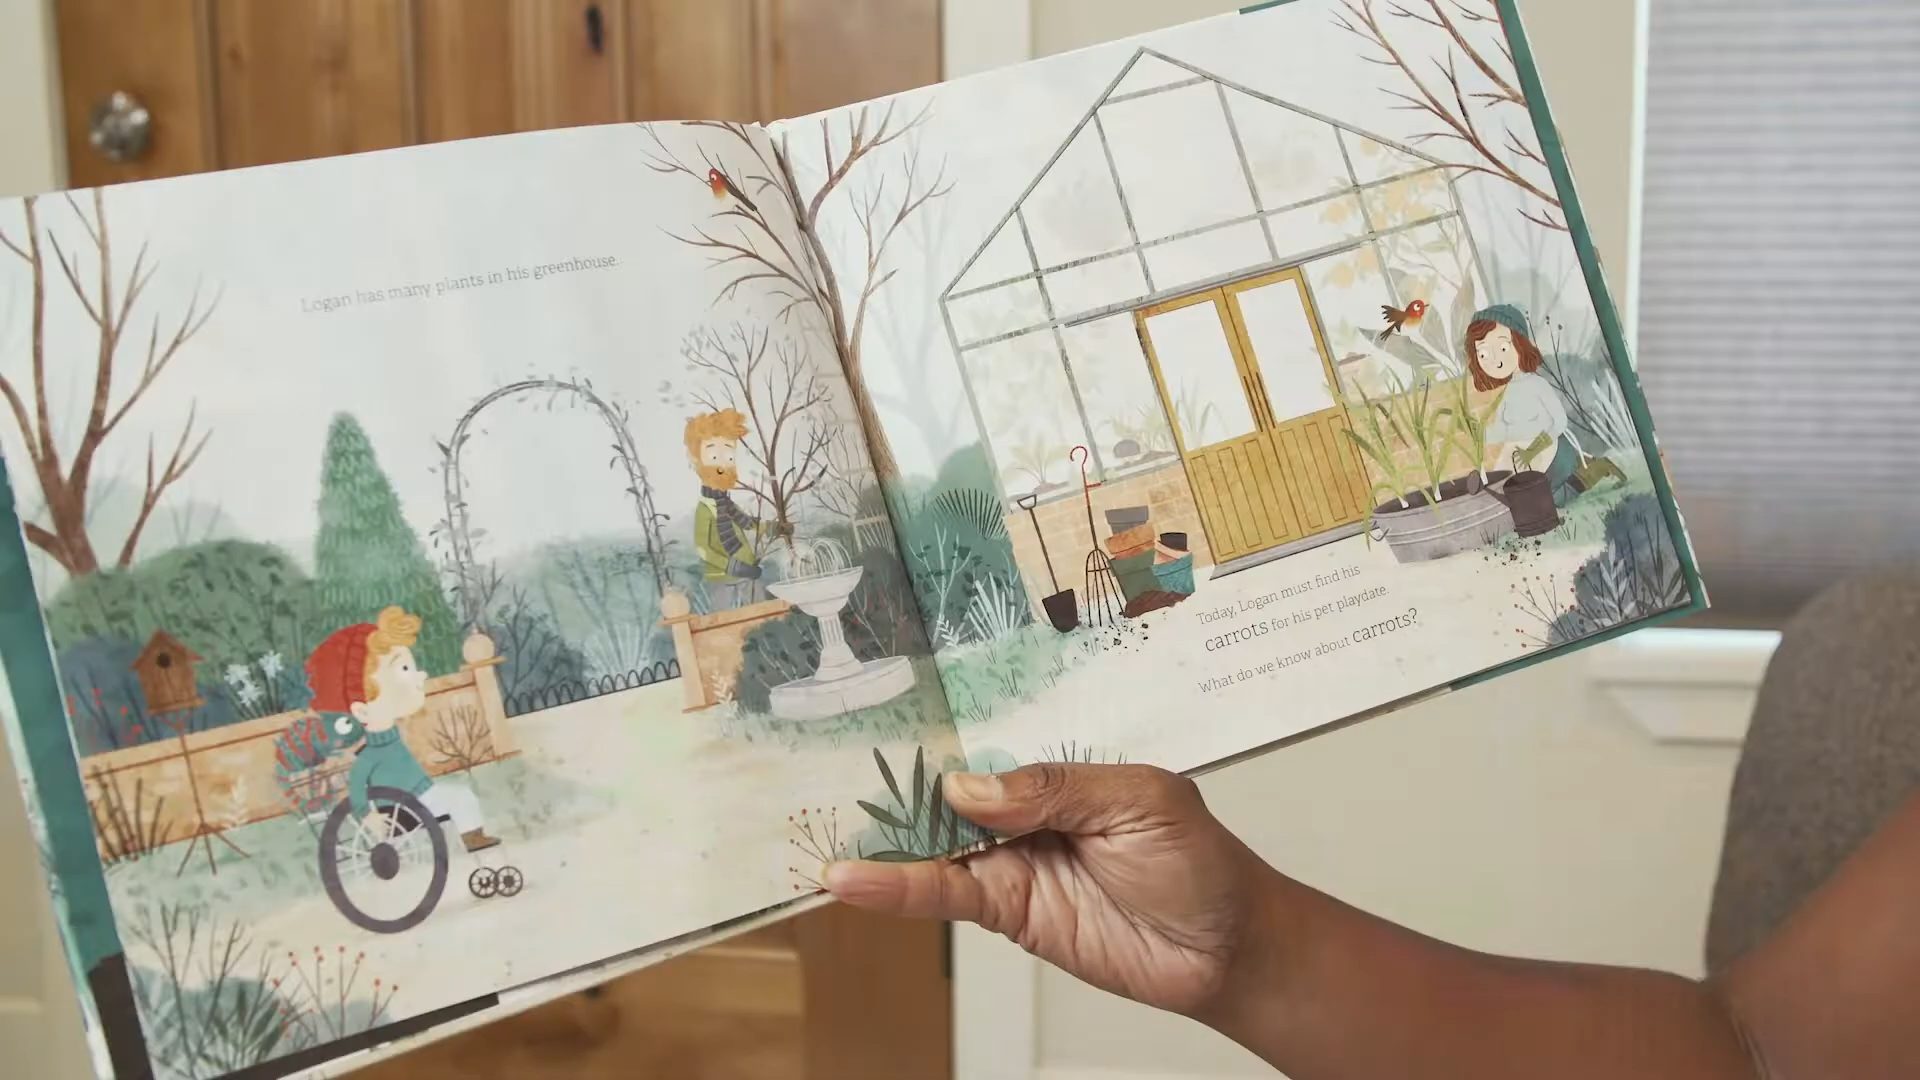 Logan has many plants in his greenhouse.
Today, Logan must find his
carrots for his pet playdate.
What do we know about carrots?